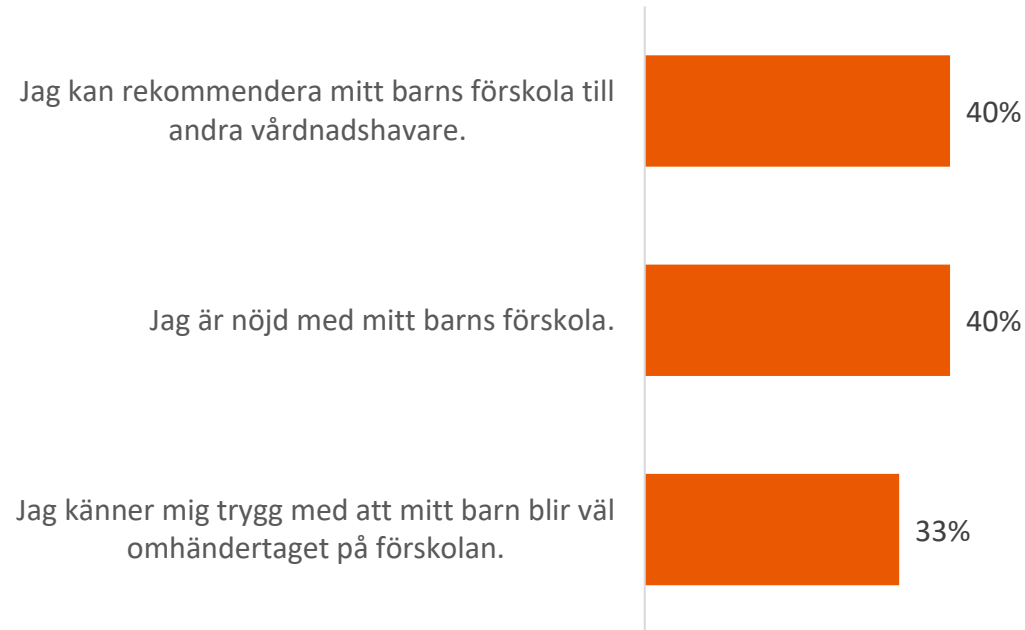 Jag kan rekommendera mitt barns förskola till
andra vårdnadshavare.
40%
Jag är nöjd med mitt barns förskola.
40%
Jag känner mig trygg med att mitt barn blir väl
omhändertaget på förskolan.
33%